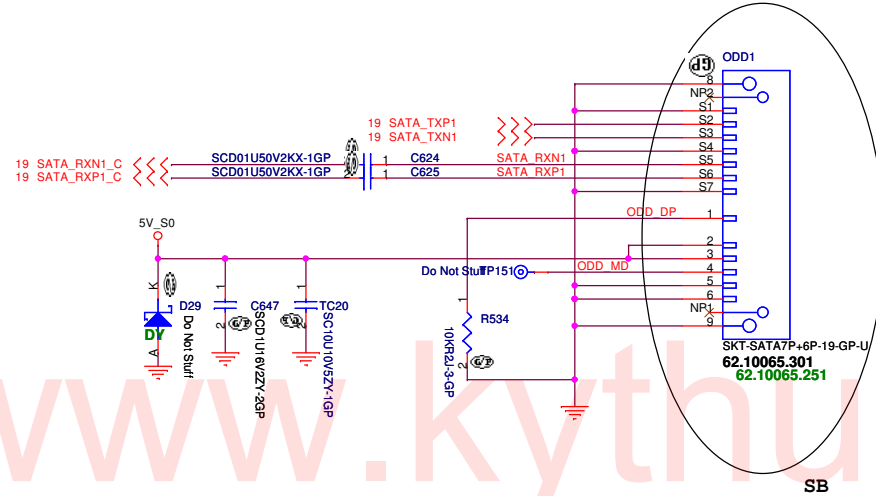 ODD1
GP
8
NP2
S1
19 SATA_TXP1
S2
19 SATA_TXN1
S3
S4
19 SATA_RXN1_C
SCD01U50V2KX-1GP
1
C624
SATA_RXN1
S5
19 SATA_RXP1_C
SCD01U50V2KX-1GP
2
1
C625
SATA_RXP1
S6
S7
ODD_DP
1
5V_S0
2
3
Do Not Stuff
TP151
ODD_MD
4
5
6
NP1
9
K
D29
DY
A
Do Not Stuff
1
C647
2
SCD1U16V2ZY-2GP
1
TC20
2
SC10U10V5ZY-1GP
1
R534
2
10KR2J-3-GP
SKT-SATA7P+6P-19-GP-U
62.10065.301
62.10065.251
SB
www.kythu